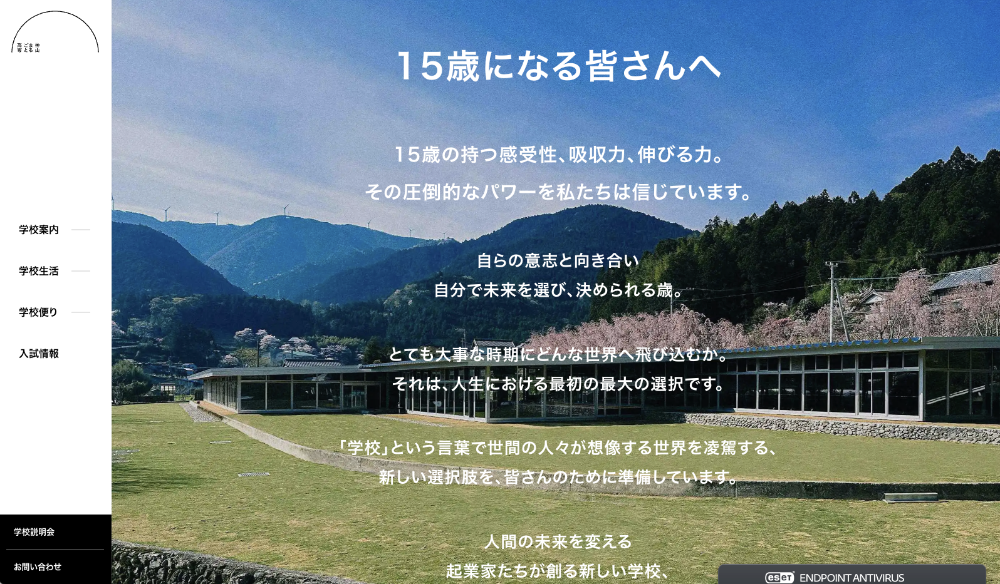 神山
まるごと
高専
学校案内
学校生活
学校便り
入試情報
学校説明会
お問い合わせ
15歳になる皆さんへ
15歳の持つ感受性、吸収力、伸びる力。
その圧倒的なパワーを私たちは信じています。
自らの意志と向き合い
自分で未来を選び、決められる歳。
とても大事な時期にどんな世界へ飛び込むか。
それは、人生における最初の最大の選択です。
「学校」という言葉で世間の人々が想像する世界を凌駕する、
新しい選択肢を、皆さんのために準備しています。
人間の未来を変える
起業家たちが創る新しい学校、
eset ENDPOINT ANTIVIRUS